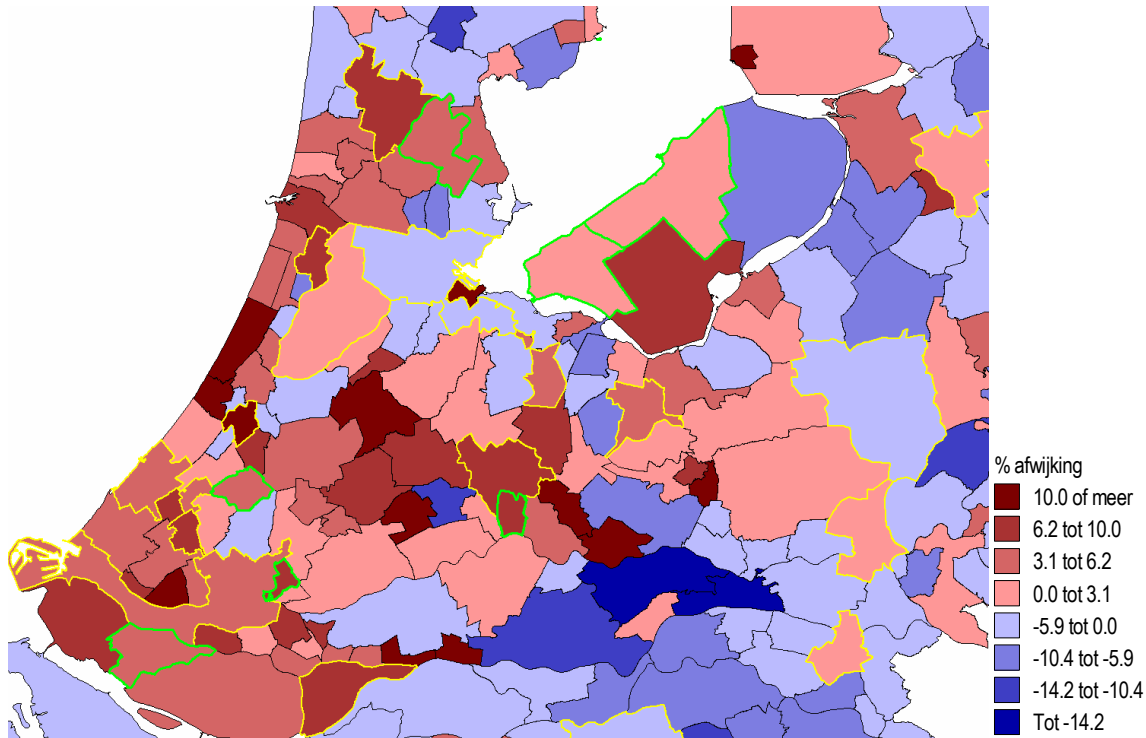 % afwijking
10.0 of meer
6.2 tot 10.0
3.1 tot 6.2
0.0 tot 3.1
-5.9 tot 0.0
-10.4 tot -5.9
-14.2 tot -10.4
Tot -14.2